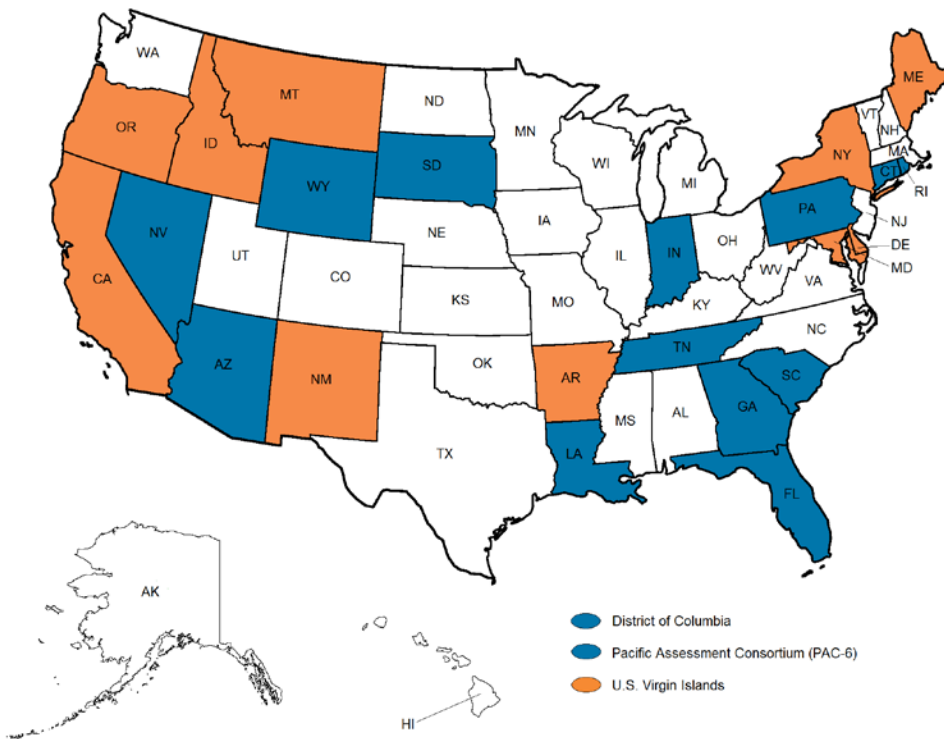 WA
ME
MT
ND
VT
OR
MN
NH
ID
NY
MA
WI
SD
CT
WY
MI
RI
PA
IA
NJ
NE
NV
OH
DE
UT
IL
IN
MD
CO
WV
VA
CA
KS
MO
KY
NC
TN
AZ
OK
SC
NM
AR
GA
MS
AL
TX
LA
FL
AK
District of Columbia
Pacific Assessment Consortium (PAC-6)
U.S. Virgin Islands
HI